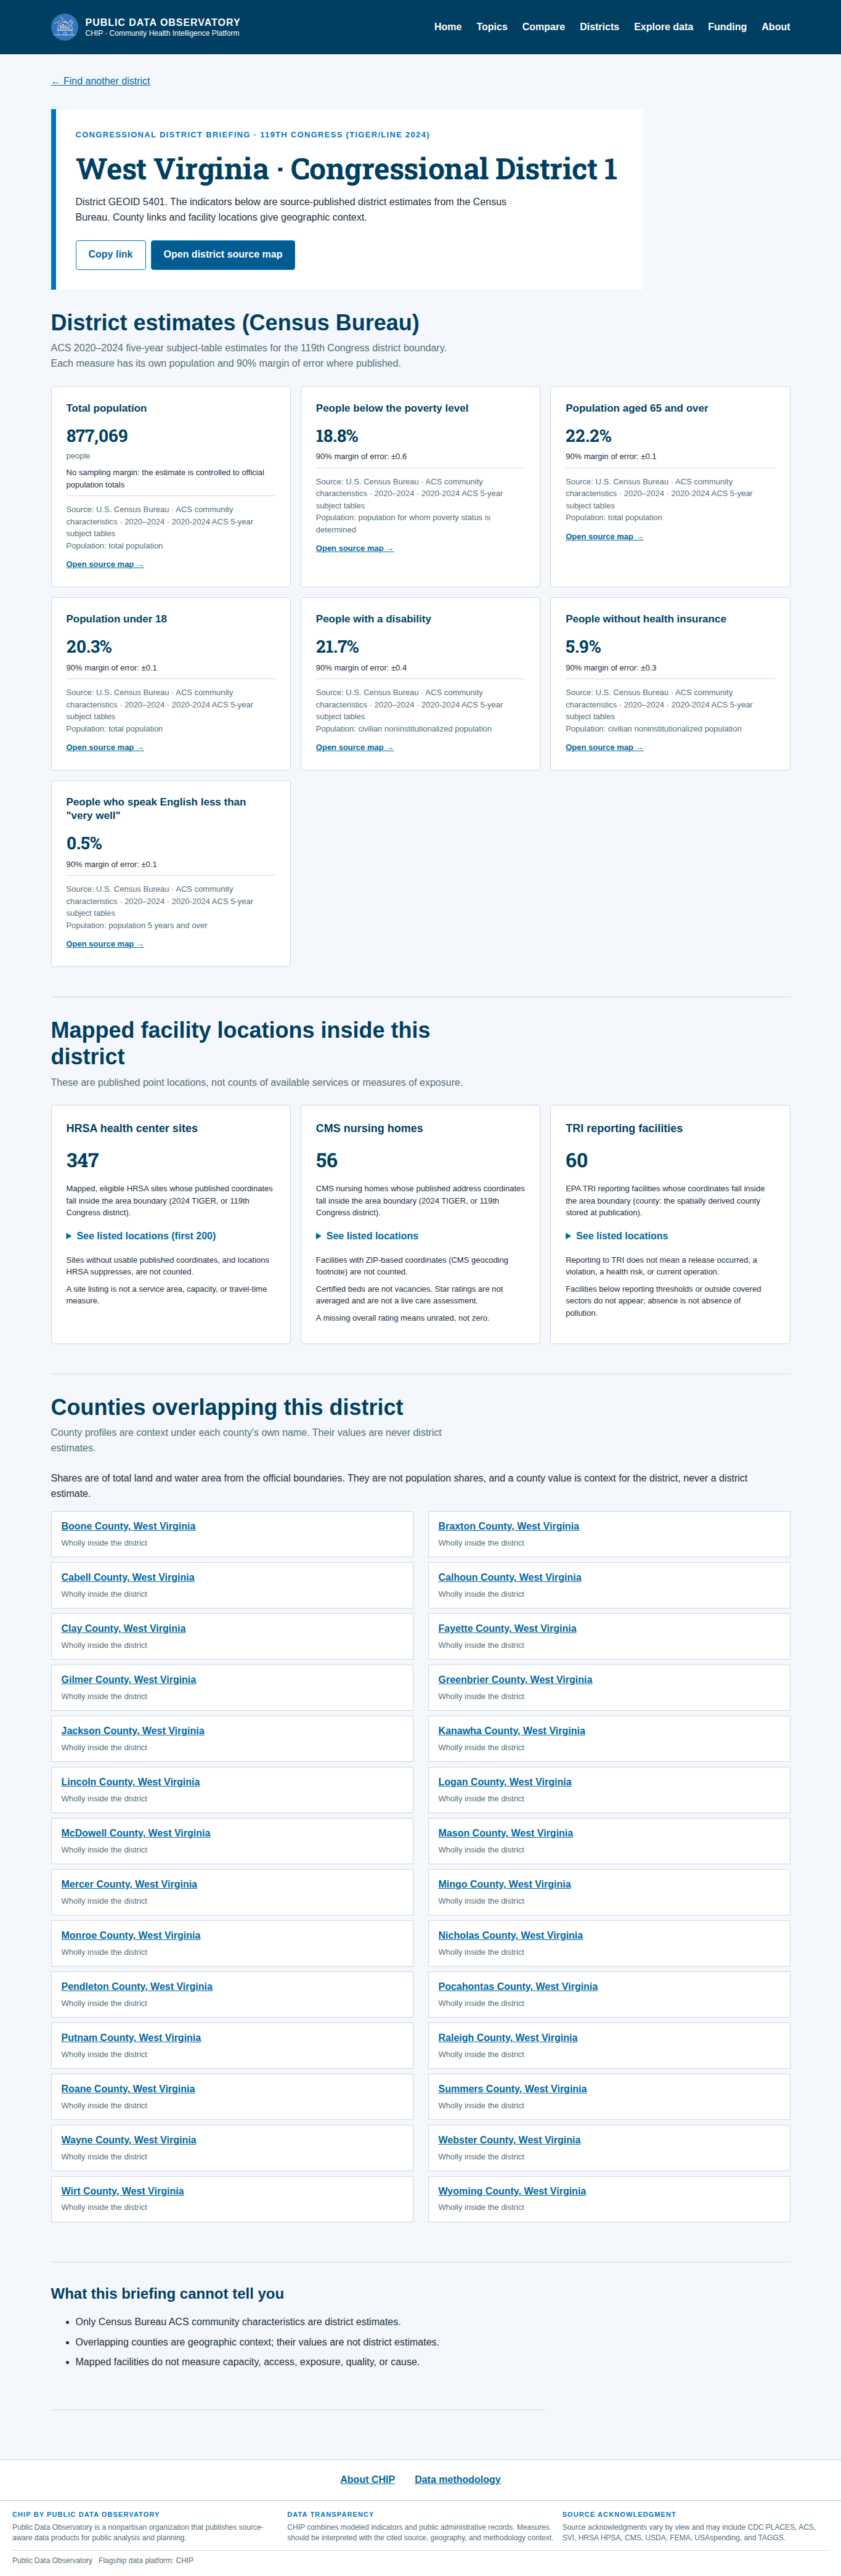 PUBLIC DATA OBSERVATORY
CHIP · Community Health Intelligence Platform
Home Topics Compare Districts Explore data Funding About
← Find another district
CONGRESSIONAL DISTRICT BRIEFING · 119TH CONGRESS (TIGER/LINE 2024)
West Virginia · Congressional District 1
District GEOID 5401. The indicators below are source-published district estimates from the Census
Bureau. County links and facility locations give geographic context.
Copy link Open district source map
District estimates (Census Bureau)
ACS 2020–2024 five-year subject-table estimates for the 119th Congress district boundary.
Each measure has its own population and 90% margin of error where published.
Total population
877,069
people
No sampling margin: the estimate is controlled to official
population totals
Source: U.S. Census Bureau · ACS community
characteristics · 2020–2024 · 2020-2024 ACS 5-year
subject tables
Population: total population
Open source map →
People below the poverty level
18.8%
90% margin of error: ±0.6
Source: U.S. Census Bureau · ACS community
characteristics · 2020–2024 · 2020-2024 ACS 5-year
subject tables
Population: population for whom poverty status is
determined
Open source map →
Population aged 65 and over
22.2%
90% margin of error: ±0.1
Source: U.S. Census Bureau · ACS community
characteristics · 2020–2024 · 2020-2024 ACS 5-year
subject tables
Population: total population
Open source map →
Population under 18
20.3%
90% margin of error: ±0.1
Source: U.S. Census Bureau · ACS community
characteristics · 2020–2024 · 2020-2024 ACS 5-year
subject tables
Population: total population
Open source map →
People with a disability
21.7%
90% margin of error: ±0.4
Source: U.S. Census Bureau · ACS community
characteristics · 2020–2024 · 2020-2024 ACS 5-year
subject tables
Population: civilian noninstitutionalized population
Open source map →
People without health insurance
5.9%
90% margin of error: ±0.3
Source: U.S. Census Bureau · ACS community
characteristics · 2020–2024 · 2020-2024 ACS 5-year
subject tables
Population: civilian noninstitutionalized population
Open source map →
People who speak English less than
"very well"
0.5%
90% margin of error: ±0.1
Source: U.S. Census Bureau · ACS community
characteristics · 2020–2024 · 2020-2024 ACS 5-year
subject tables
Population: population 5 years and over
Open source map →
Mapped facility locations inside this
district
These are published point locations, not counts of available services or measures of exposure.
HRSA health center sites
347
Mapped, eligible HRSA sites whose published coordinates
fall inside the area boundary (2024 TIGER, or 119th
Congress district).
▶ See listed locations (first 200)
Sites without usable published coordinates, and locations
HRSA suppresses, are not counted.
A site listing is not a service area, capacity, or travel-time
measure.
CMS nursing homes
56
CMS nursing homes whose published address coordinates
fall inside the area boundary (2024 TIGER, or 119th
Congress district).
▶ See listed locations
Facilities with ZIP-based coordinates (CMS geocoding
footnote) are not counted.
Certified beds are not vacancies. Star ratings are not
averaged and are not a live care assessment.
A missing overall rating means unrated, not zero.
TRI reporting facilities
60
EPA TRI reporting facilities whose coordinates fall inside
the area boundary (county: the spatially derived county
stored at publication).
▶ See listed locations
Reporting to TRI does not mean a release occurred, a
violation, a health risk, or current operation.
Facilities below reporting thresholds or outside covered
sectors do not appear; absence is not absence of
pollution.
Counties overlapping this district
County profiles are context under each county's own name. Their values are never district
estimates.
Shares are of total land and water area from the official boundaries. They are not population shares, and a county value is context for the district, never a district
estimate.
Boone County, West Virginia
Wholly inside the district
Braxton County, West Virginia
Wholly inside the district
Cabell County, West Virginia
Wholly inside the district
Calhoun County, West Virginia
Wholly inside the district
Clay County, West Virginia
Wholly inside the district
Fayette County, West Virginia
Wholly inside the district
Gilmer County, West Virginia
Wholly inside the district
Greenbrier County, West Virginia
Wholly inside the district
Jackson County, West Virginia
Wholly inside the district
Kanawha County, West Virginia
Wholly inside the district
Lincoln County, West Virginia
Wholly inside the district
Logan County, West Virginia
Wholly inside the district
McDowell County, West Virginia
Wholly inside the district
Mason County, West Virginia
Wholly inside the district
Mercer County, West Virginia
Wholly inside the district
Mingo County, West Virginia
Wholly inside the district
Monroe County, West Virginia
Wholly inside the district
Nicholas County, West Virginia
Wholly inside the district
Pendleton County, West Virginia
Wholly inside the district
Pocahontas County, West Virginia
Wholly inside the district
Putnam County, West Virginia
Wholly inside the district
Raleigh County, West Virginia
Wholly inside the district
Roane County, West Virginia
Wholly inside the district
Summers County, West Virginia
Wholly inside the district
Wayne County, West Virginia
Wholly inside the district
Webster County, West Virginia
Wholly inside the district
Wirt County, West Virginia
Wholly inside the district
Wyoming County, West Virginia
Wholly inside the district
What this briefing cannot tell you
• Only Census Bureau ACS community characteristics are district estimates.
• Overlapping counties are geographic context; their values are not district estimates.
• Mapped facilities do not measure capacity, access, exposure, quality, or cause.
About CHIP Data methodology
CHIP BY PUBLIC DATA OBSERVATORY
Public Data Observatory is a nonpartisan organization that publishes source-
aware data products for public analysis and planning.
DATA TRANSPARENCY
CHIP combines modeled indicators and public administrative records. Measures
should be interpreted with the cited source, geography, and methodology context.
SOURCE ACKNOWLEDGMENT
Source acknowledgments vary by view and may include CDC PLACES, ACS,
SVI, HRSA HPSA, CMS, USDA, FEMA, USAspending, and TAGGS.
Public Data Observatory Flagship data platform: CHIP